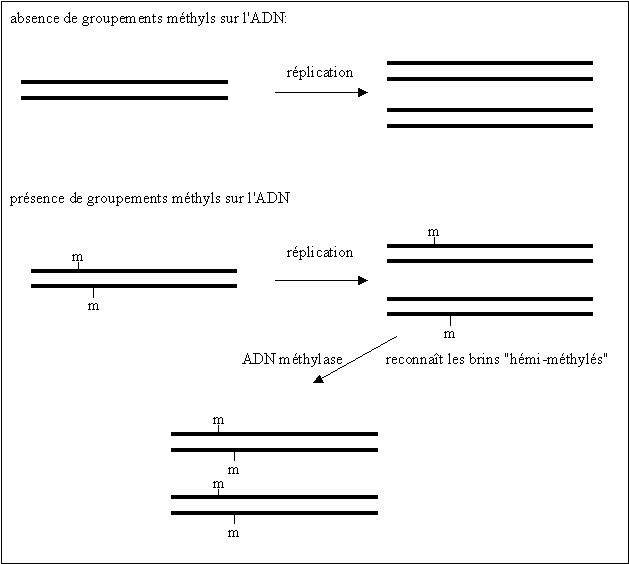 absence de groupements méthyls sur l'ADN:
réplication
présence de groupements méthyls sur l'ADN
m
m
réplication
m
m
ADN méthylase
reconnaît les brins "hémi-méthylés"
m
m
m
m